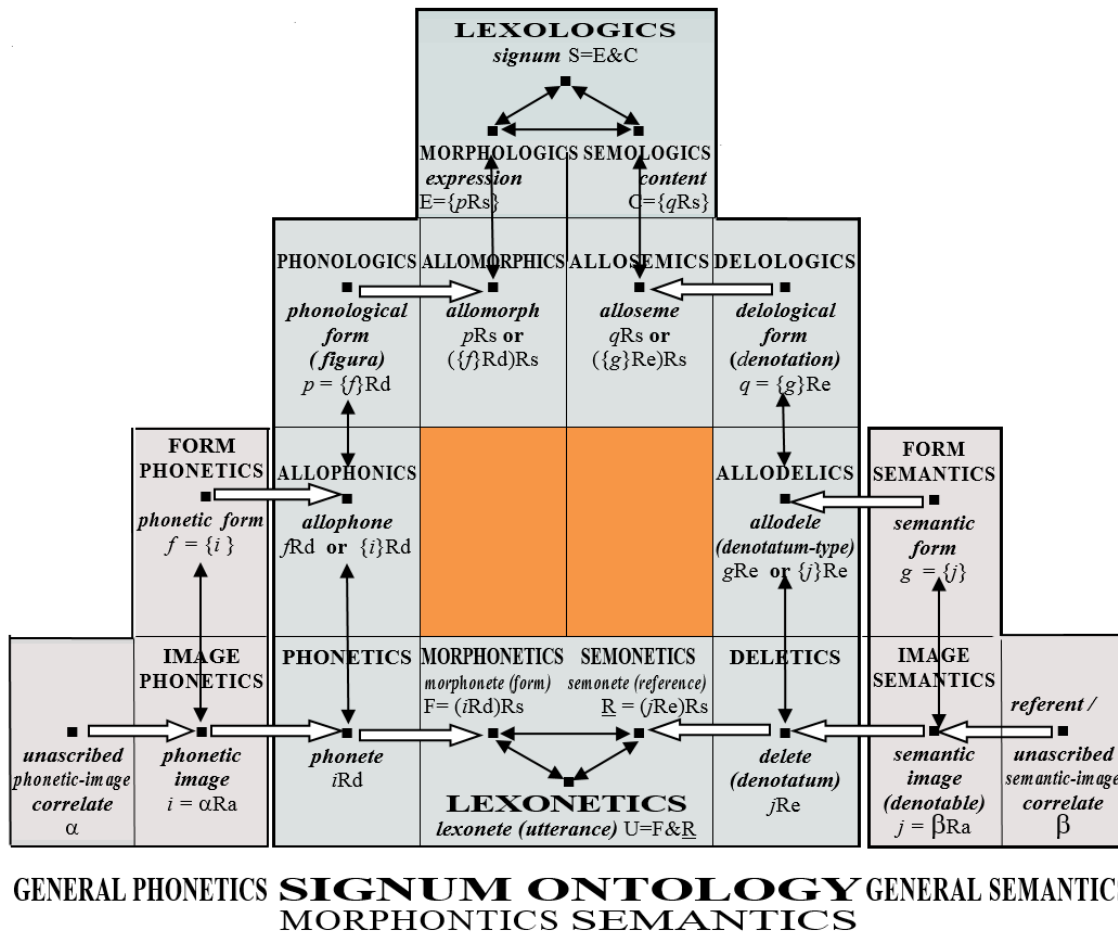 LEXOLOGICS
signum S=E&C
MORPHOLOGICS SEMOLOGICS
expression content
E={pRs} C={qRs}
PHONOLOGICS ALLOMORPHICS ALLOSEMICS DELOLOGICS
phonological allomorph alloseme delological
form pRs or qRs or form
(figura) ({f}Rd)Rs ({g}Re)Rs (denotation)
p = {f}Rd q = {g}Re
FORM FORM
PHONETICS ALLOPHONICS ALLODELICS SEMANTICS
phonetic form allophone allodele semantic
f = {i } fRd or {i}Rd (denotatum-type) form
gRe or {j}Re g = {j}
IMAGE PHONETICS MORPHONETICS SEMONETICS DELETICS IMAGE
PHONETICS morphonete (form) semonete (reference) SEMANTICS
F= (iRd)Rs R = (jRe)Rs referent /
unascribed phonetic phonete delete semantic unascribed
phonetic-image image iRd (denotatum) image semantic-image
correlate i = αRa LEXONETICS jRe (denotable) correlate
α lexonete (utterance) U=F&R j = βRa β
GENERAL PHONETICS SIGNUM ONTOLOGY GENERAL SEMANTICS
MORPHONTICS SEMANTICS